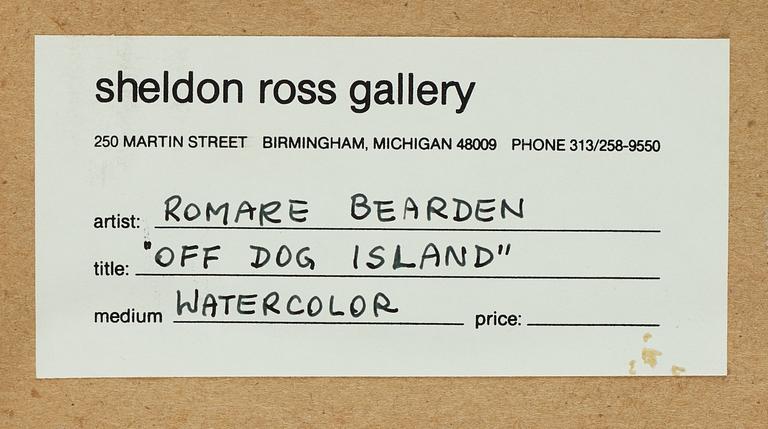 sheldon ross gallery
250 MARTIN STREET BIRMINGHAM, MICHIGAN 48009 PHONE 313/258-9550
artist: ROMARE BEARDEN
title: "OFF DOG ISLAND"
medium WATERCOLOR price: